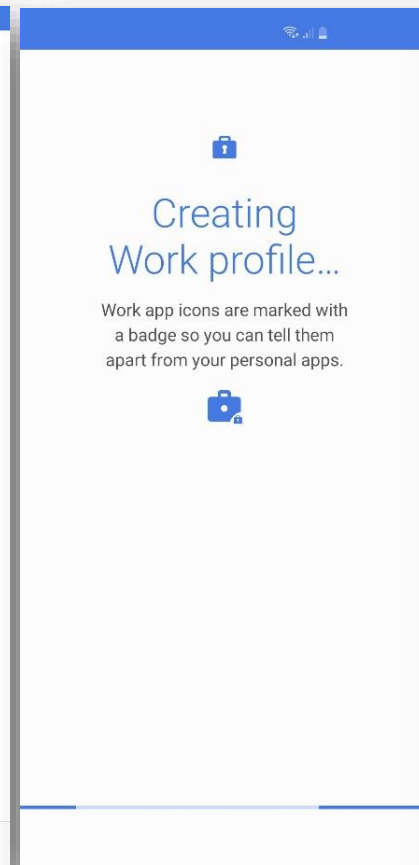 Creating
Work profile...
Work app icons are marked with
a badge so you can tell them
apart from your personal apps.